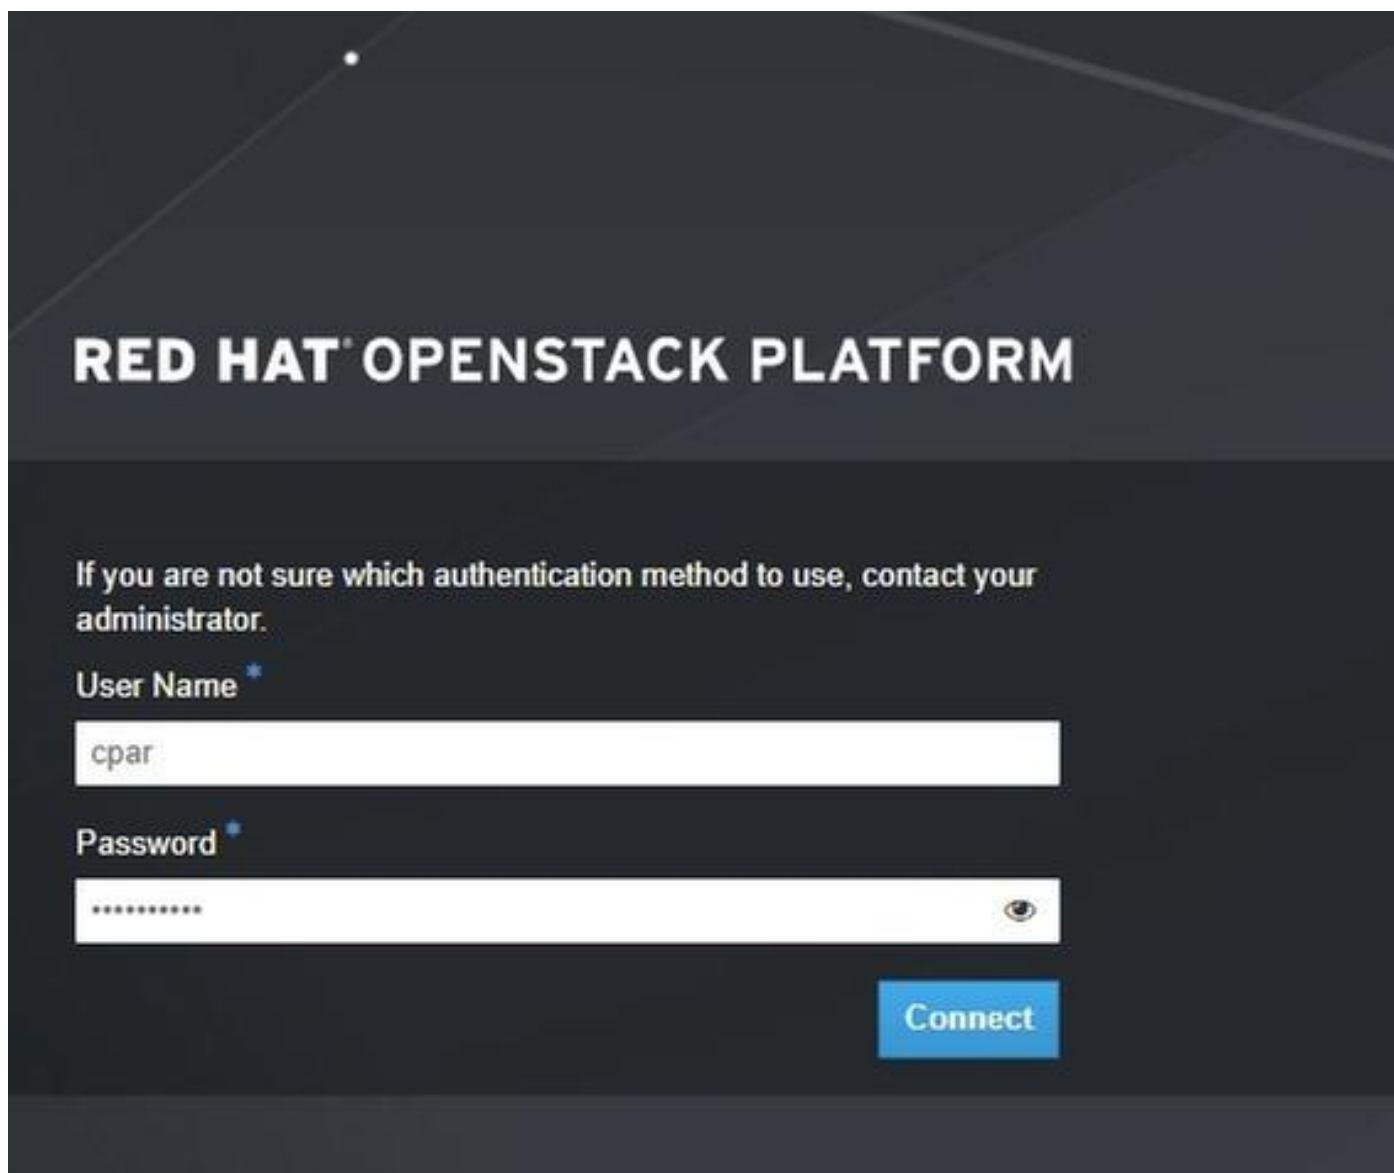 RED HAT® OPENSTACK PLATFORM
If you are not sure which authentication method to use, contact your
administrator.
User Name *
cpar
Password *
••••••••••
Connect